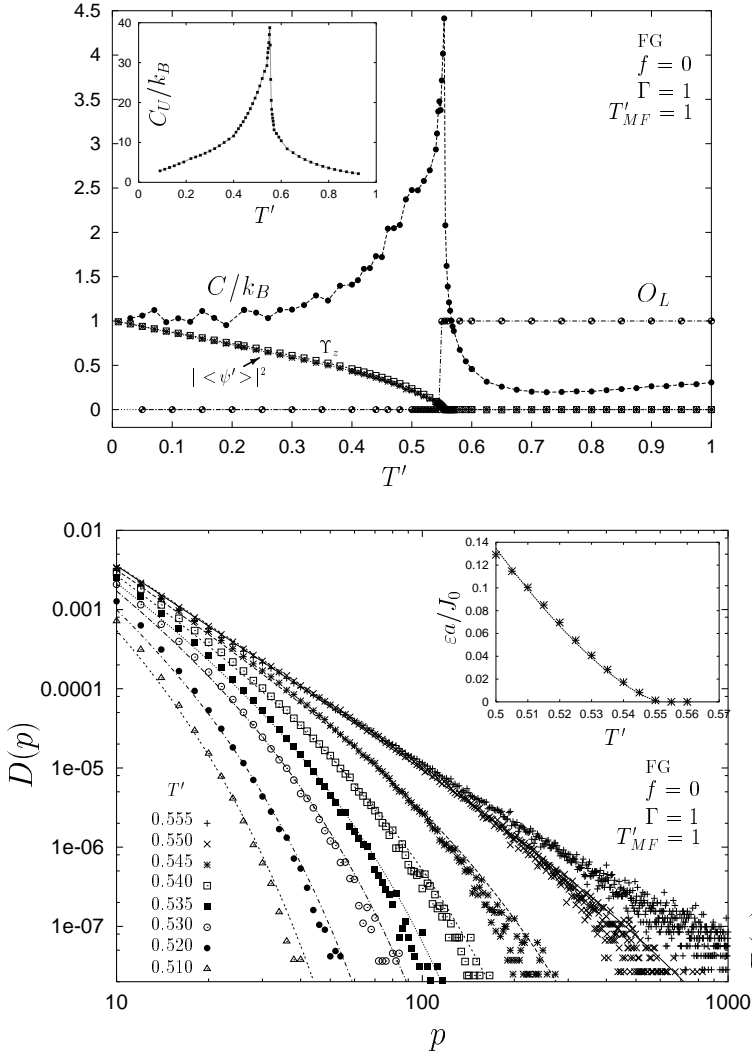 4.5
4
3.5
3
2.5
2
1.5
1
0.5
0
0 0.1 0.2 0.3 0.4 0.5 0.6 0.7 0.8 0.9 1
T′
40
30
20
10
0
0 0.2 0.4 0.6 0.8 1
T′
C_U/k_B
FG
f = 0
Γ = 1
T′_MF = 1
C/k_B
O_L
Υ_z
| <ψ′> |²
0.01
0.001
0.0001
1e-05
1e-06
1e-07
D(p)
10 100 1000
p
0.14
0.12
0.1
0.08
0.06
0.04
0.02
0
0.5 0.51 0.52 0.53 0.54 0.55 0.56 0.57
T′
εa/J_0
FG
f = 0
Γ = 1
T′_MF = 1
T′
0.555
0.550
0.545
0.540
0.535
0.530
0.520
0.510